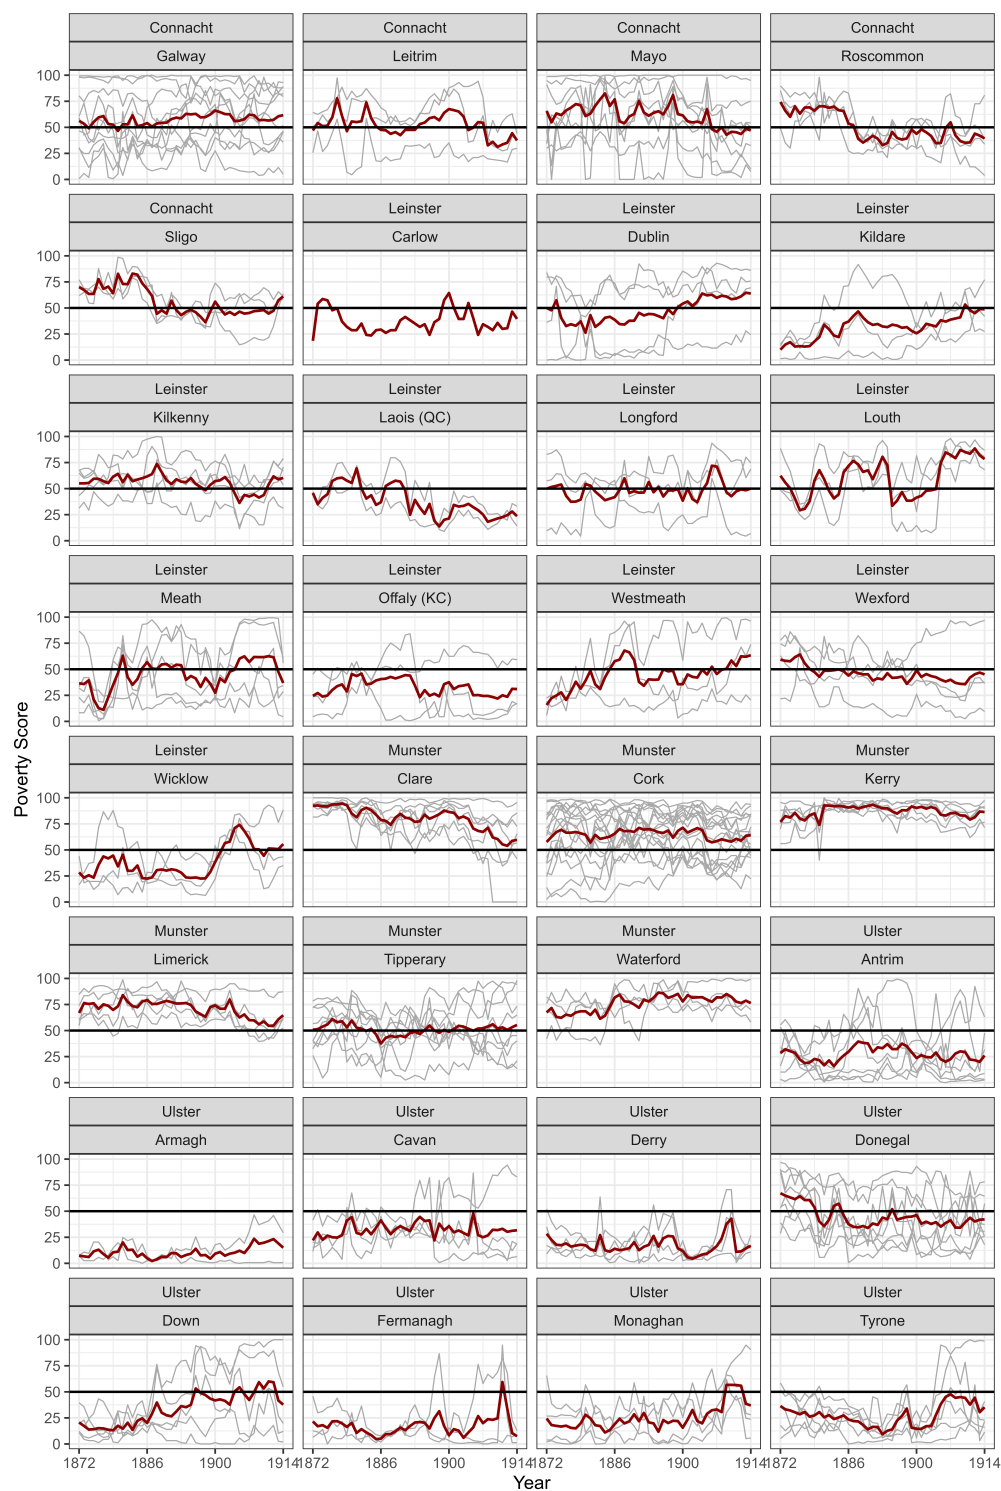 Connacht Connacht Connacht Connacht
Galway Leitrim Mayo Roscommon
100
75
50
25
0
Connacht Leinster Leinster Leinster
Sligo Carlow Dublin Kildare
100
75
50
25
0
Leinster Leinster Leinster Leinster
Kilkenny Laois (QC) Longford Louth
100
75
50
25
0
Leinster Leinster Leinster Leinster
Meath Offaly (KC) Westmeath Wexford
100
75
50
25
0
Poverty Score
Leinster Munster Munster Munster
Wicklow Clare Cork Kerry
100
75
50
25
0
Munster Munster Munster Ulster
Limerick Tipperary Waterford Antrim
100
75
50
25
0
Ulster Ulster Ulster Ulster
Armagh Cavan Derry Donegal
100
75
50
25
0
Ulster Ulster Ulster Ulster
Down Fermanagh Monaghan Tyrone
100
75
50
25
0
1872 1886 1900 1914 1872 1886 1900 1914 1872 1886 1900 1914 1872 1886 1900 1914
Year